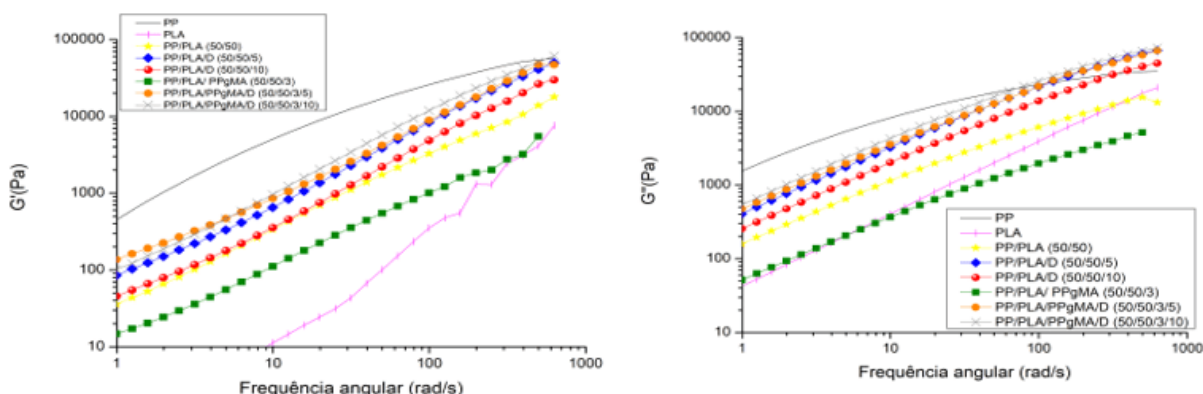 PP
PLA
PP/PLA (50/50)
PP/PLA/D (50/50/5)
PP/PLA/D (50/50/10)
PP/PLA/ PPgMA (50/50/3)
PP/PLA/PPgMA/D (50/50/3/5)
PP/PLA/PPgMA/D (50/50/3/10)
100000
10000
1000
100
10
G'(Pa)
1 10 100 1000
Frequência angular (rad/s)
100000
10000
1000
100
10
G"(Pa)
PP
PLA
PP/PLA (50/50)
PP/PLA/D (50/50/5)
PP/PLA/D (50/50/10)
PP/PLA/ PPgMA (50/50/3)
PP/PLA/PPgMA/D (50/50/3/5)
PP/PLA/PPgMA/D (50/50/3/10)
1 10 100 1000
Frequência angular (rad/s)